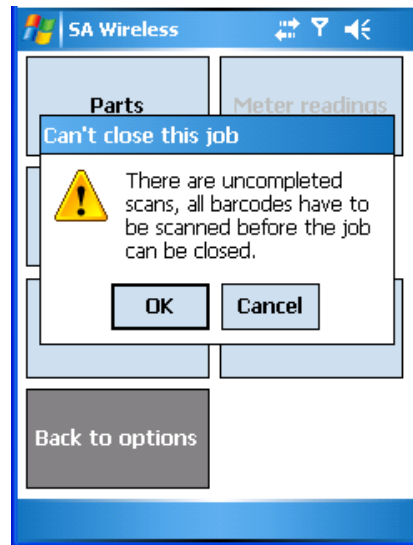 SA Wireless
Parts
Meter readings
Can't close this job
There are uncompleted
scans, all barcodes have to
be scanned before the job
can be closed.
OK
Cancel
Back to options